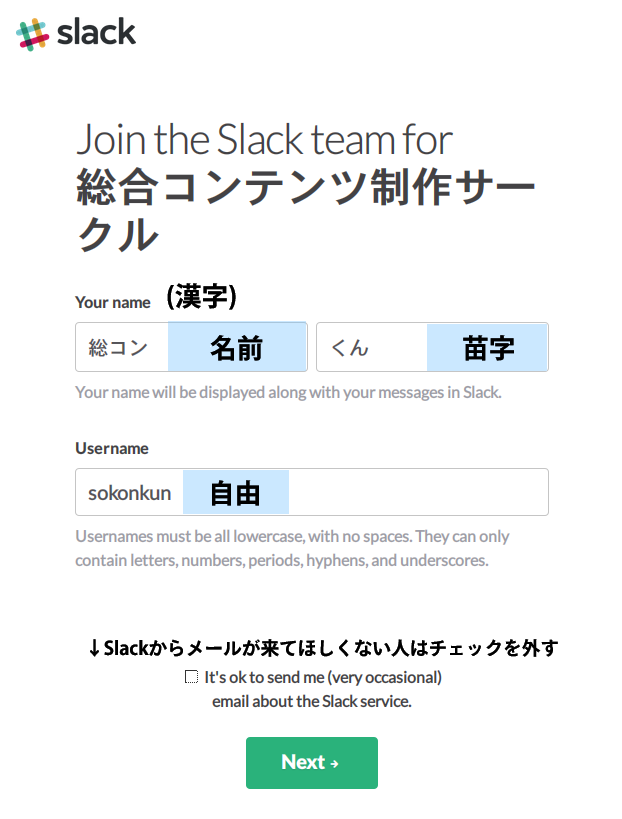 slack
Join the Slack team for
総合コンテンツ制作サー
クル
Your name (漢字)
総コン 名前 くん 苗字
Your name will be displayed along with your messages in Slack.
Username
sokonkun 自由
Usernames must be all lowercase, with no spaces. They can only
contain letters, numbers, periods, hyphens, and underscores.
↓Slackからメールが来てほしくない人はチェックを外す
It's ok to send me (very occasional)
email about the Slack service.
Next →